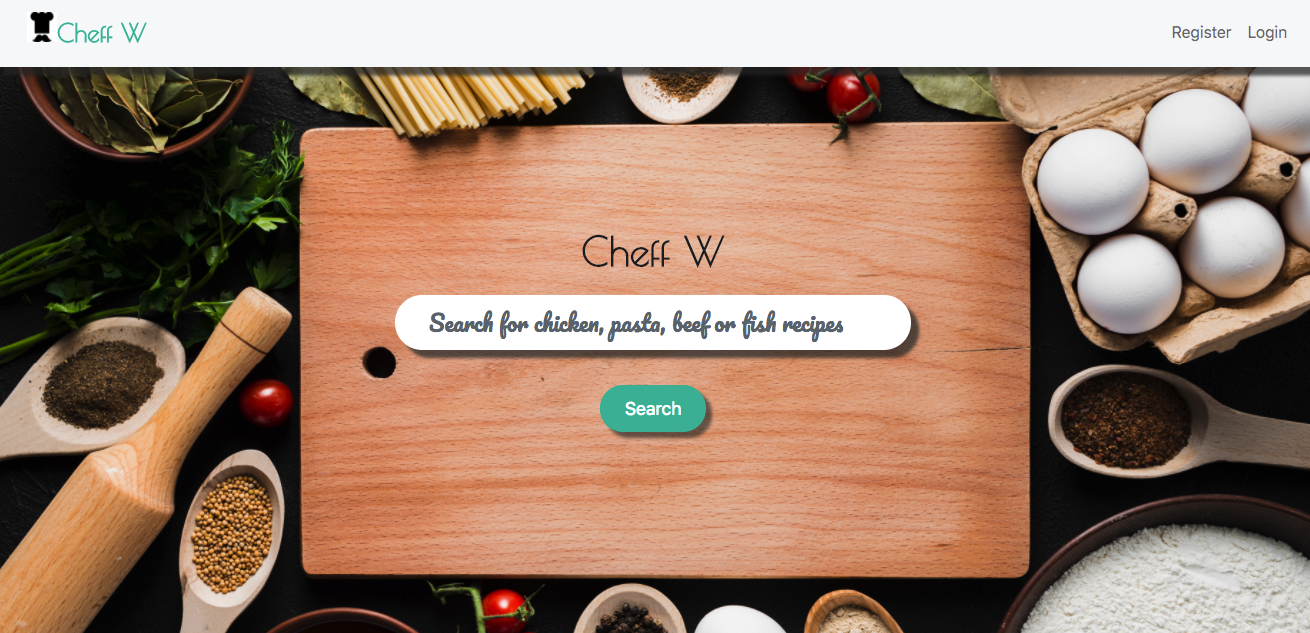 Cheff W
Register
Login
Cheff W
Search for chicken, pasta, beef or fish recipes
Search